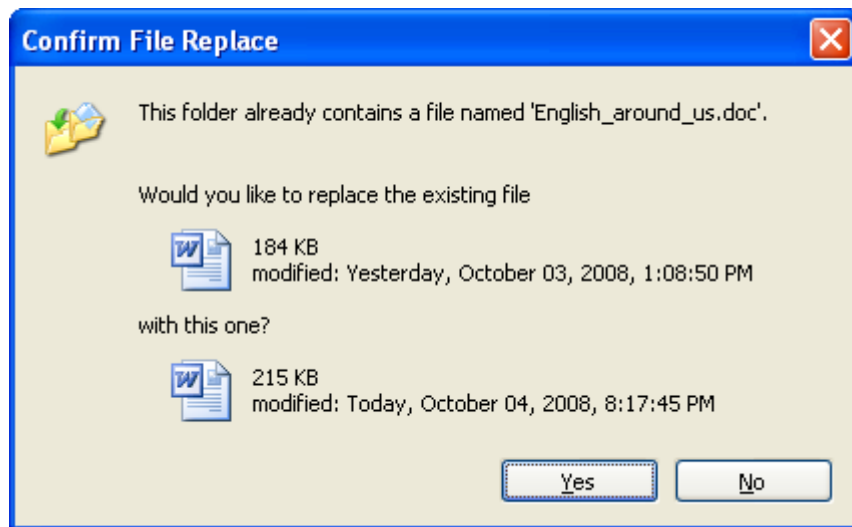 Confirm File Replace
This folder already contains a file named 'English_around_us.doc'.
Would you like to replace the existing file
184 KB
modified: Yesterday, October 03, 2008, 1:08:50 PM
with this one?
215 KB
modified: Today, October 04, 2008, 8:17:45 PM
Yes No